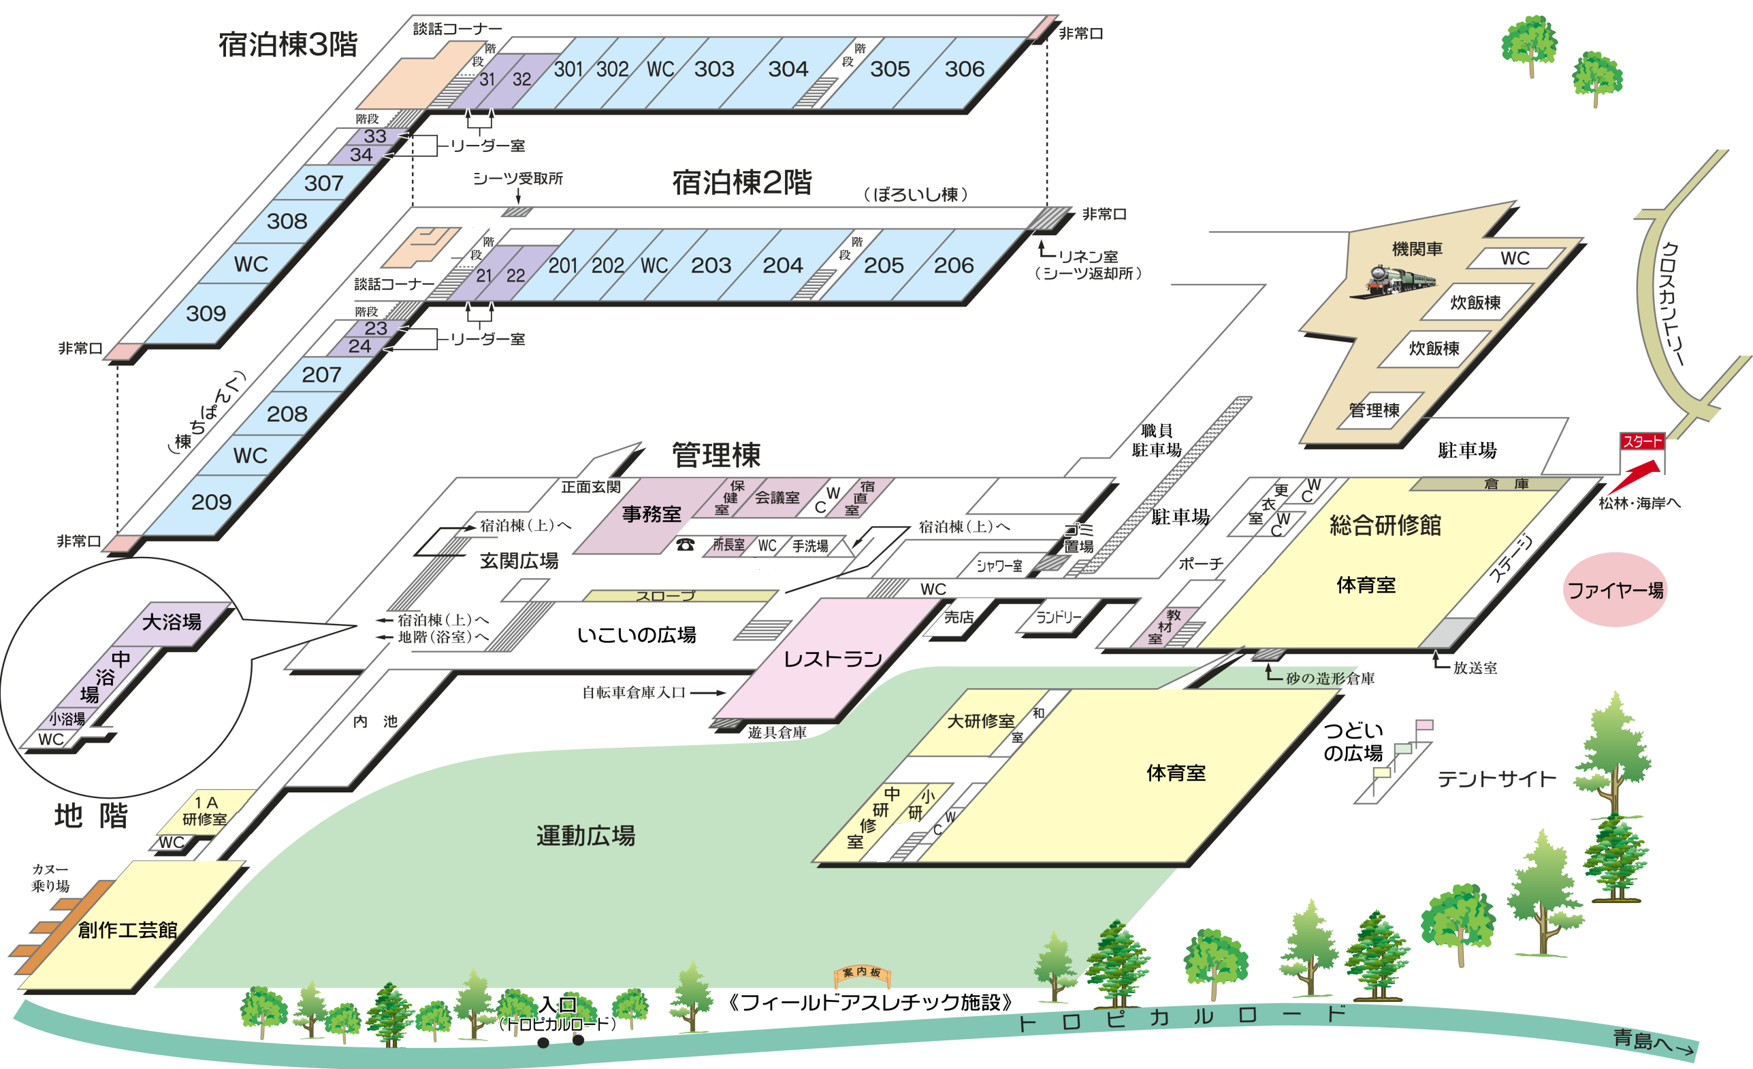 宿泊棟3階
談話コーナー
階段
31
32
301
302
WC
303
304
階段
305
306
非常口
階段
33
34
リーダー室
307
308
WC
309
非常口
シーツ受取所
宿泊棟2階
（ぼろいし棟）
非常口
リネン室
（シーツ返却所）
談話コーナー
階段
21
22
201
202
WC
203
204
階段
205
206
階段
23
24
リーダー室
207
208
WC
209
非常口
（くんぱち棟）
機関車
WC
炊飯棟
炊飯棟
管理棟
クロスカントリー
スタート
松林・海岸へ
駐車場
職員
駐車場
駐車場
管理棟
正面玄関
事務室
保健室
会議室
WC
宿直室
所長室
WC
手洗場
宿泊棟（上）へ
玄関広場
宿泊棟（上）へ
シャワー室
ゴミ
置場
スロープ
宿泊棟（上）へ
地階（浴室）へ
いこいの広場
WC
売店
ランドリー
レストラン
自転車倉庫入口
遊具倉庫
ポーチ
更衣室
WC
WC
総合研修館
体育室
倉庫
ステージ
教材室
放送室
砂の造形倉庫
ファイヤー場
大浴場
中浴場
小浴場
WC
地階
内池
1A
研修室
WC
カヌー
乗り場
創作工芸館
運動広場
大研修室
和室
体育室
中研修室
小研
WC
つどい
の広場
テントサイト
案内板
《フィールドアスレチック施設》
入口
（トロピカルロード）
トロピカルロード
青島へ→